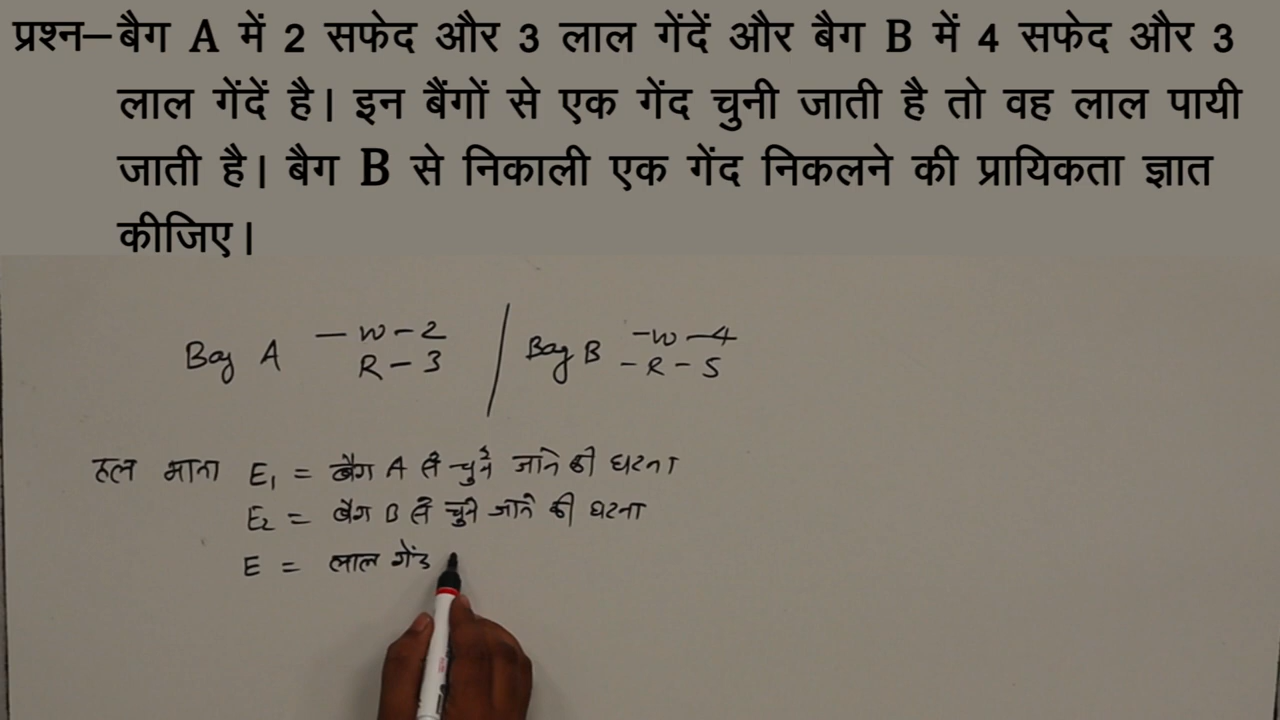 प्रश्न–बैग A में 2 सफेद और 3 लाल गेंदें और बैग B में 4 सफेद और 3
लाल गेंदें है। इन बैंगों से एक गेंद चुनी जाती है तो वह लाल पायी
जाती है। बैग B से निकाली एक गेंद निकलने की प्रायिकता ज्ञात
कीजिए।
Bag A — W – 2 Bag B – W – 4
R – 3 – R – 5
हल माना E₁ = बैग A से चुने जाने की घटना
E₂ = बैग B से चुने जाने की घटना
E = लाल गेंद